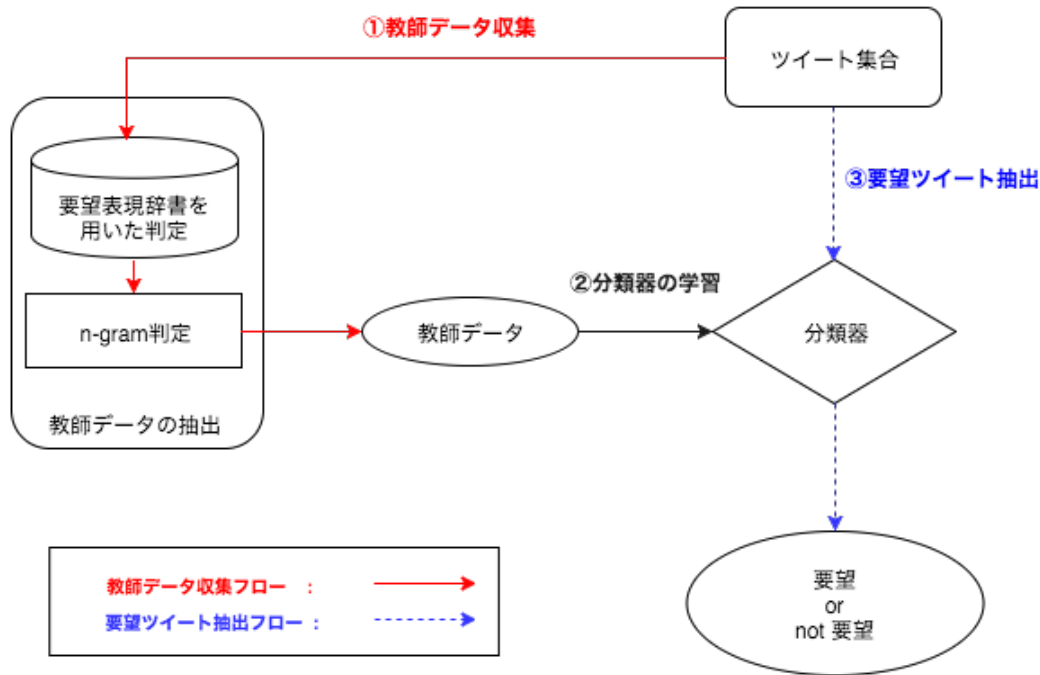 ①教師データ収集
ツイート集合
③要望ツイート抽出
要望表現辞書を
用いた判定
②分類器の学習
n-gram判定
教師データ
分類器
教師データの抽出
教師データ収集フロー :
要望ツイート抽出フロー :
要望
or
not 要望